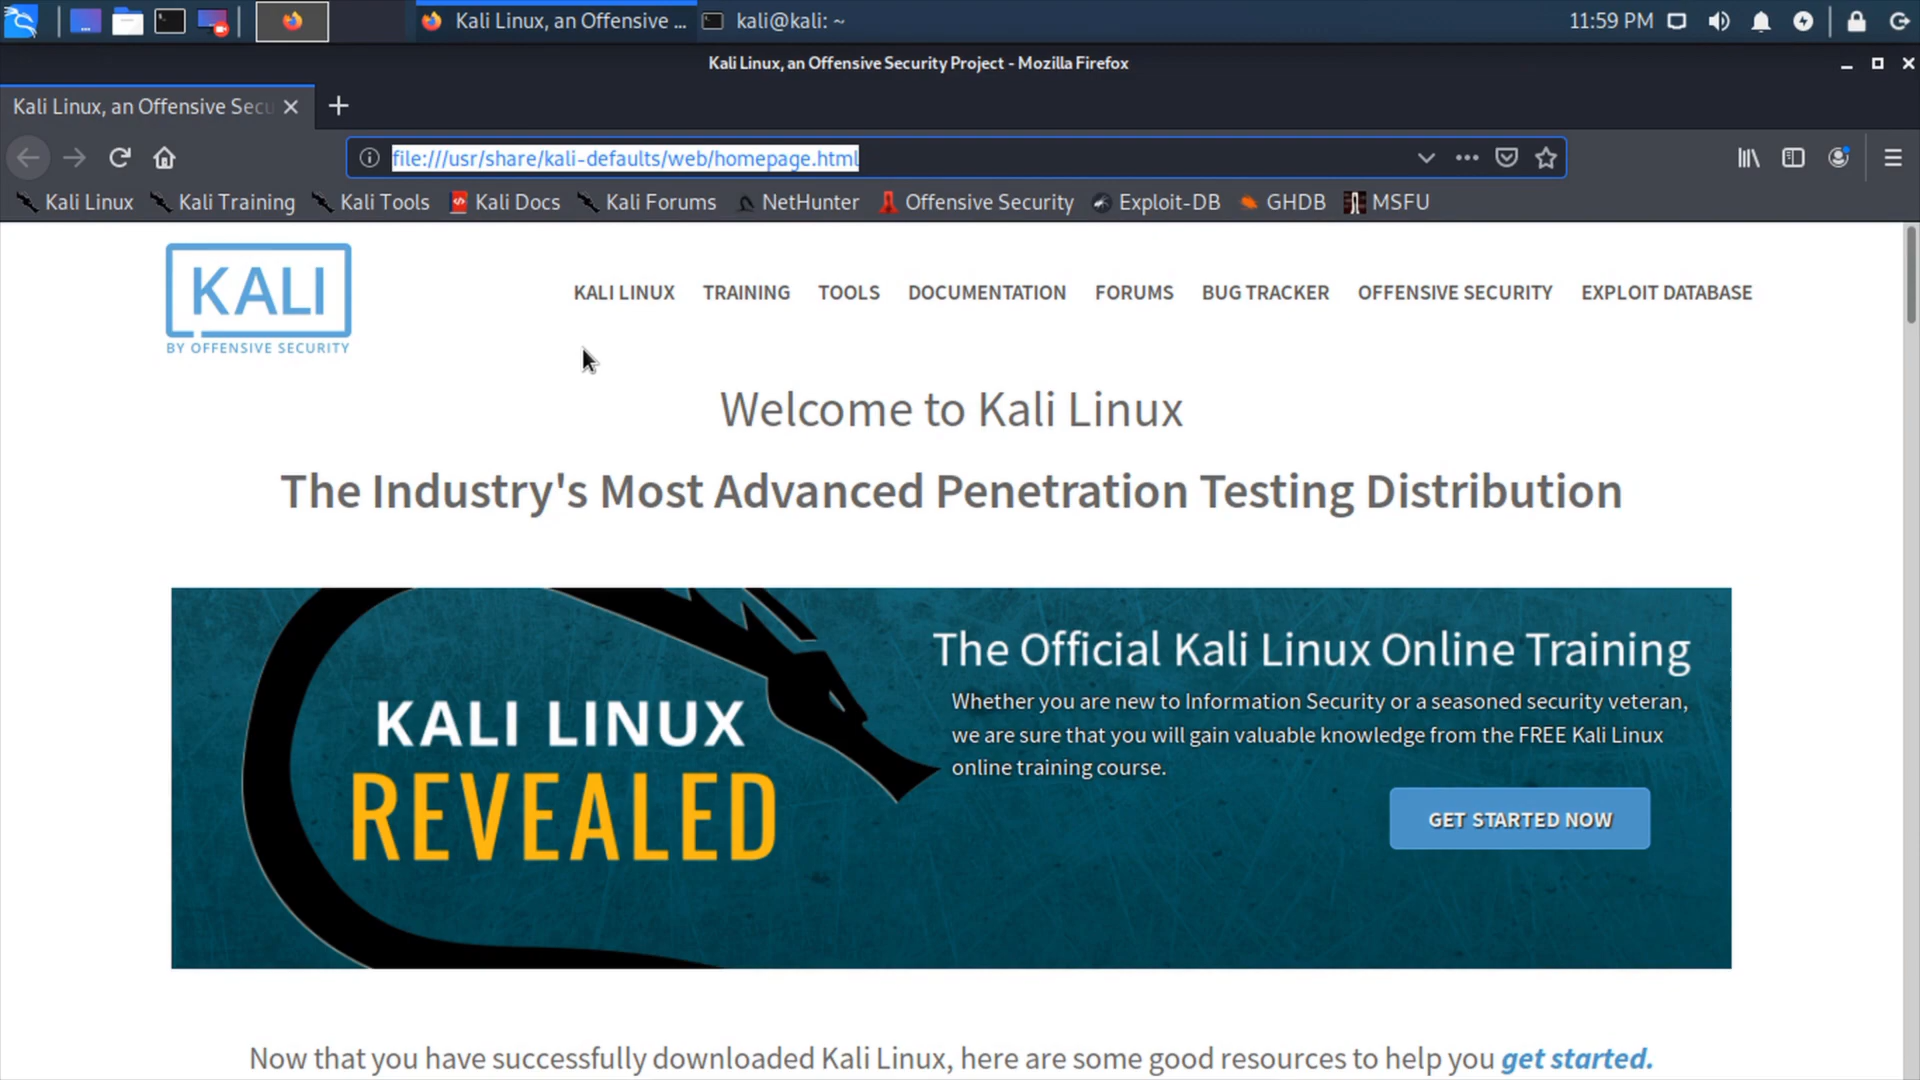 Kali Linux, an Offensive ...
kali@kali: ~
11:59 PM
Kali Linux, an Offensive Security Project - Mozilla Firefox
Kali Linux, an Offensive Secu
file:///usr/share/kali-defaults/web/homepage.html
Kali Linux
Kali Training
Kali Tools
Kali Docs
Kali Forums
NetHunter
Offensive Security
Exploit-DB
GHDB
MSFU
KALI
BY OFFENSIVE SECURITY
KALI LINUX
TRAINING
TOOLS
DOCUMENTATION
FORUMS
BUG TRACKER
OFFENSIVE SECURITY
EXPLOIT DATABASE
Welcome to Kali Linux
The Industry's Most Advanced Penetration Testing Distribution
KALI LINUX
REVEALED
The Official Kali Linux Online Training
Whether you are new to Information Security or a seasoned security veteran,
we are sure that you will gain valuable knowledge from the FREE Kali Linux
online training course.
GET STARTED NOW
Now that you have successfully downloaded Kali Linux, here are some good resources to help you get started.